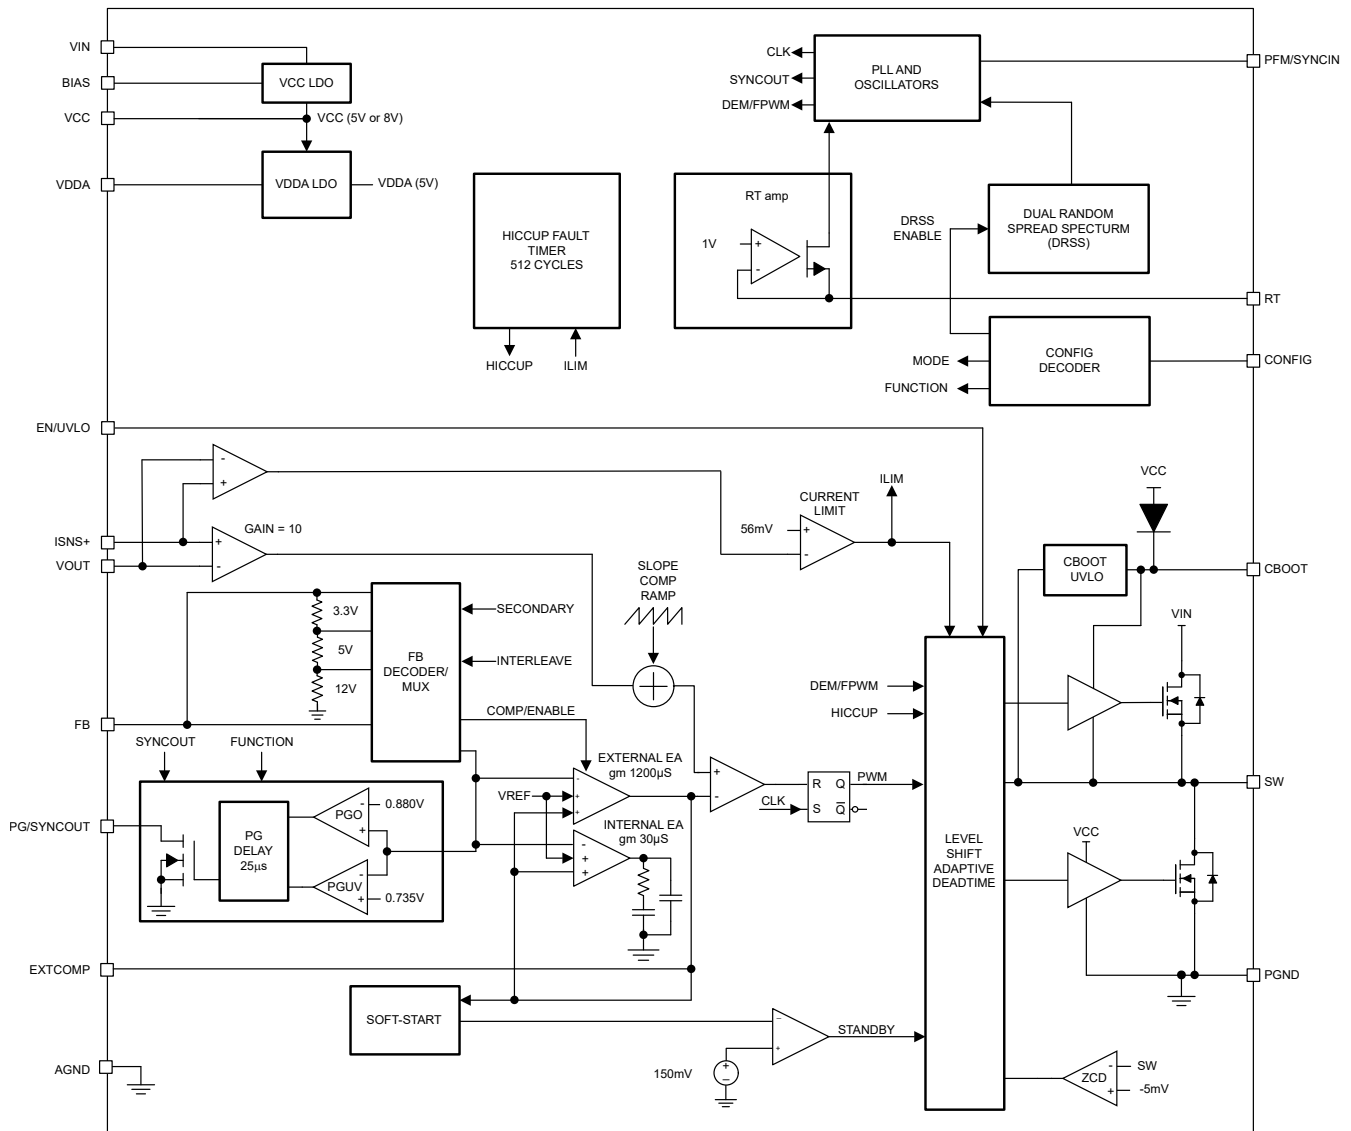 VIN
BIAS
VCC
VDDA
VCC LDO
VCC (5V or 8V)
VDDA LDO
VDDA (5V)
HICCUP FAULT
TIMER
512 CYCLES
HICCUP
ILIM
CLK
SYNCOUT
DEM/FPWM
PLL AND
OSCILLATORS
PFM/SYNCIN
RT amp
1V
+
-
DRSS
ENABLE
DUAL RANDOM
SPREAD SPECTURM
(DRSS)
RT
MODE
FUNCTION
CONFIG
DECODER
CONFIG
EN/UVLO
-
+
GAIN = 10
ISNS+
VOUT
+
-
CURRENT
LIMIT
56mV
+
-
ILIM
VCC
CBOOT
UVLO
CBOOT
SLOPE
COMP
RAMP
3.3V
5V
12V
FB
DECODER/
MUX
SECONDARY
INTERLEAVE
COMP/ENABLE
FB
VIN
DEM/FPWM
HICCUP
SYNCOUT
FUNCTION
EXTERNAL EA
gm 1200µS
VREF
-
+
+
INTERNAL EA
gm 30µS
-
+
+
+
-
R Q
S Q
CLK
PWM
SW
PG/SYNCOUT
PG
DELAY
25µs
PGO
-
+
0.880V
PGUV
-
+
0.735V
LEVEL
SHIFT
ADAPTIVE
DEADTIME
VCC
PGND
EXTCOMP
SOFT-START
150mV
+
–
–
+
STANDBY
ZCD
-
+
SW
-5mV
AGND